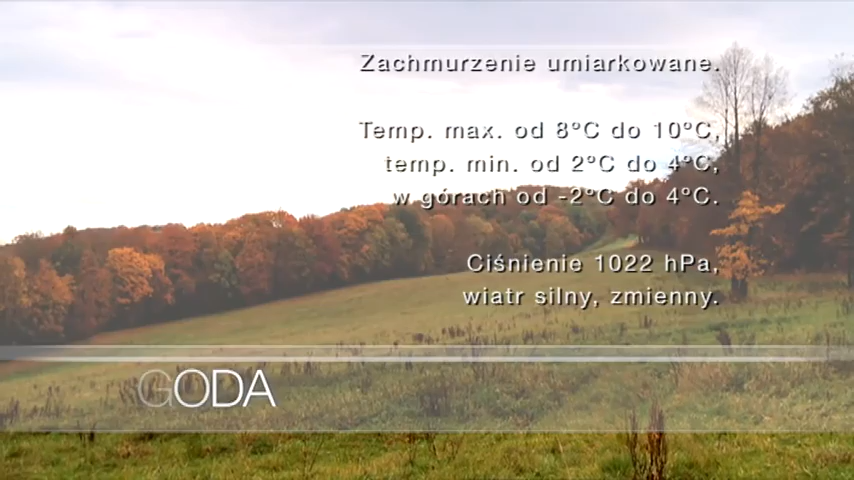 Zachmurzenie umiarkowane.
Temp. max. od 8°C do 10°C,
temp. min. od 2°C do 4°C,
w górach od -2°C do 4°C.
Ciśnienie 1022 hPa,
wiatr silny, zmienny.
GODA